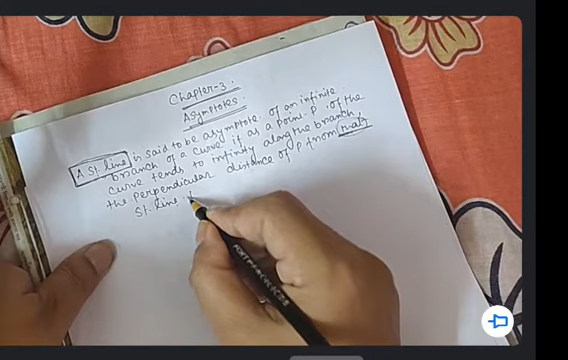 Chapter-3:
Asymptotes:
A St. line is said to be asymptote of an infinite
branch of a curve if as a point P of the
curve tends to infinity along the branch,
the perpendicular distance of P from that
St. line